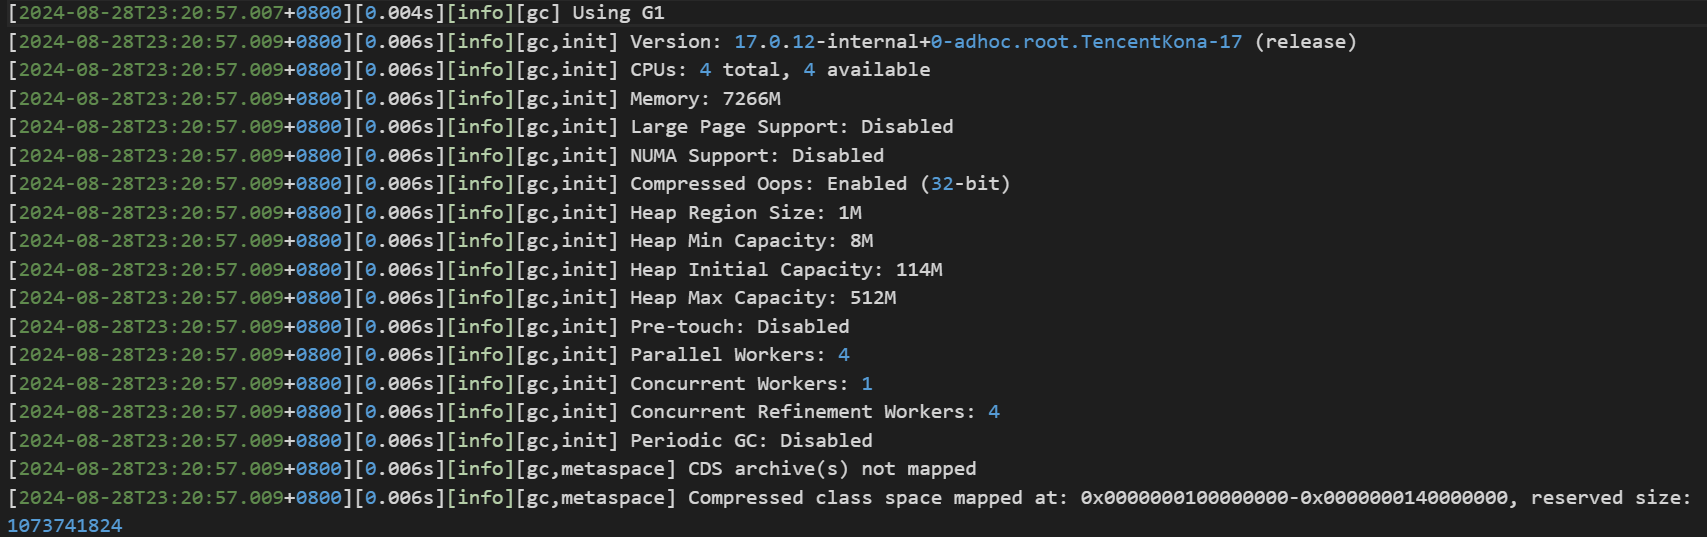 [2024-08-28T23:20:57.007+0800][0.004s][info][gc] Using G1
[2024-08-28T23:20:57.009+0800][0.006s][info][gc,init] Version: 17.0.12-internal+0-adhoc.root.TencentKona-17 (release)
[2024-08-28T23:20:57.009+0800][0.006s][info][gc,init] CPUs: 4 total, 4 available
[2024-08-28T23:20:57.009+0800][0.006s][info][gc,init] Memory: 7266M
[2024-08-28T23:20:57.009+0800][0.006s][info][gc,init] Large Page Support: Disabled
[2024-08-28T23:20:57.009+0800][0.006s][info][gc,init] NUMA Support: Disabled
[2024-08-28T23:20:57.009+0800][0.006s][info][gc,init] Compressed Oops: Enabled (32-bit)
[2024-08-28T23:20:57.009+0800][0.006s][info][gc,init] Heap Region Size: 1M
[2024-08-28T23:20:57.009+0800][0.006s][info][gc,init] Heap Min Capacity: 8M
[2024-08-28T23:20:57.009+0800][0.006s][info][gc,init] Heap Initial Capacity: 114M
[2024-08-28T23:20:57.009+0800][0.006s][info][gc,init] Heap Max Capacity: 512M
[2024-08-28T23:20:57.009+0800][0.006s][info][gc,init] Pre-touch: Disabled
[2024-08-28T23:20:57.009+0800][0.006s][info][gc,init] Parallel Workers: 4
[2024-08-28T23:20:57.009+0800][0.006s][info][gc,init] Concurrent Workers: 1
[2024-08-28T23:20:57.009+0800][0.006s][info][gc,init] Concurrent Refinement Workers: 4
[2024-08-28T23:20:57.009+0800][0.006s][info][gc,init] Periodic GC: Disabled
[2024-08-28T23:20:57.009+0800][0.006s][info][gc,metaspace] CDS archive(s) not mapped
[2024-08-28T23:20:57.009+0800][0.006s][info][gc,metaspace] Compressed class space mapped at: 0x0000000100000000-0x0000000140000000, reserved size:
1073741824